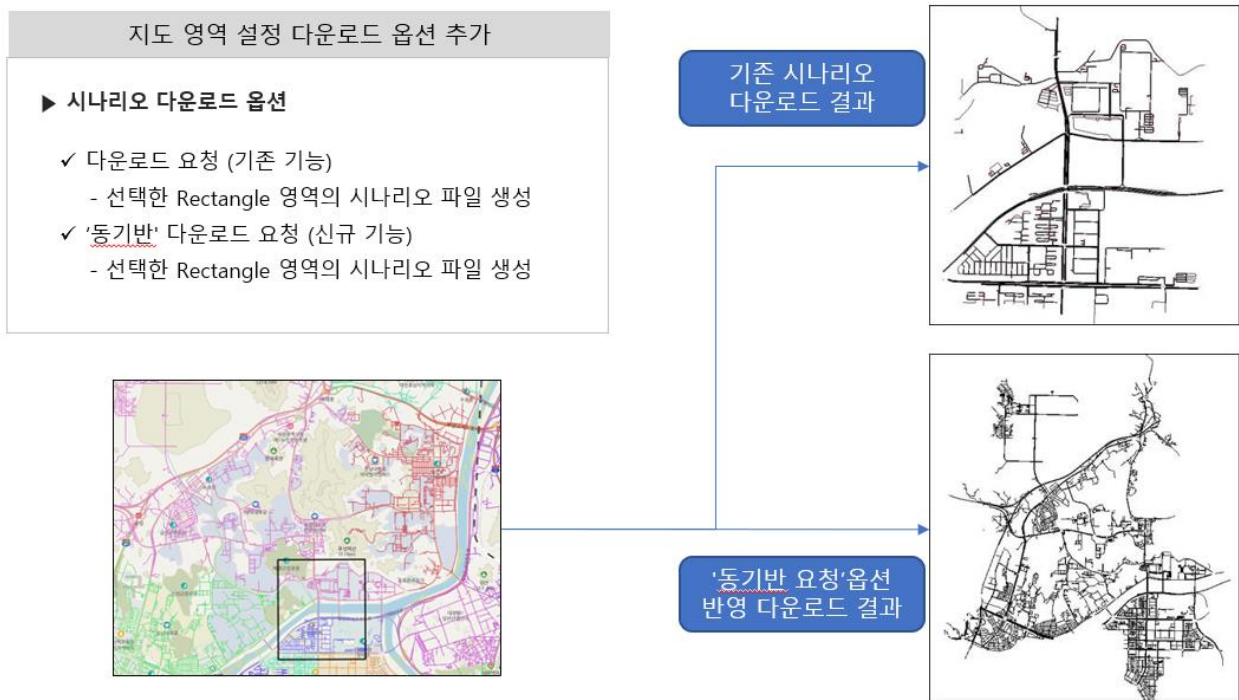 지도 영역 설정 다운로드 옵션 추가
▶ 시나리오 다운로드 옵션
✓ 다운로드 요청 (기존 기능)
- 선택한 Rectangle 영역의 시나리오 파일 생성
✓ '동기반' 다운로드 요청 (신규 기능)
- 선택한 Rectangle 영역의 시나리오 파일 생성
기존 시나리오
다운로드 결과
'동기반 요청'옵션
반영 다운로드 결과